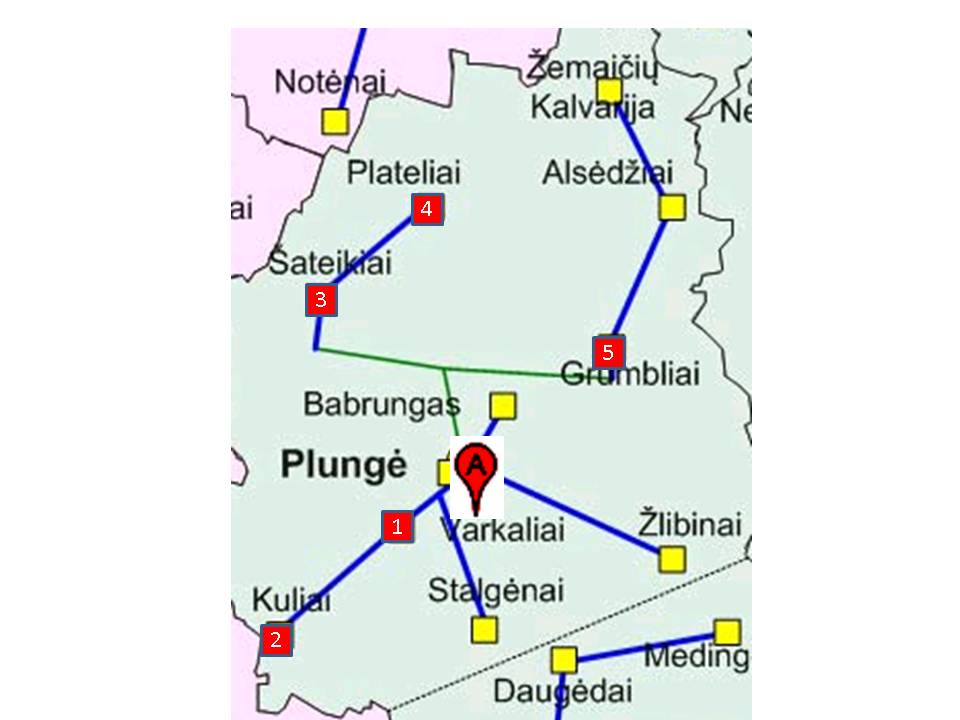 Žemaičių
Notėnai
Kalvarija
Ne
Plateliai
Alsėdžiai
ai
4
Šateikiai
3
5
Grumbliai
Babrungas
Plungė
A
1
Varkaliai
Žlibinai
Stalgėnai
Kuliai
2
Meding
Daugėdai